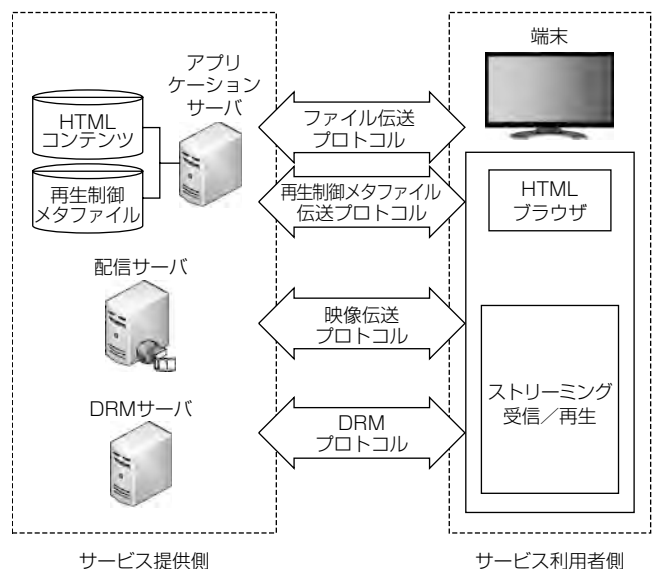 アプリ
ケーション
サーバ
HTML
コンテンツ
再生制御
メタファイル
配信サーバ
DRMサーバ
サービス提供側
ファイル伝送
プロトコル
再生制御メタファイル
伝送プロトコル
映像伝送
プロトコル
DRM
プロトコル
端末
HTML
ブラウザ
ストリーミング
受信／再生
サービス利用者側